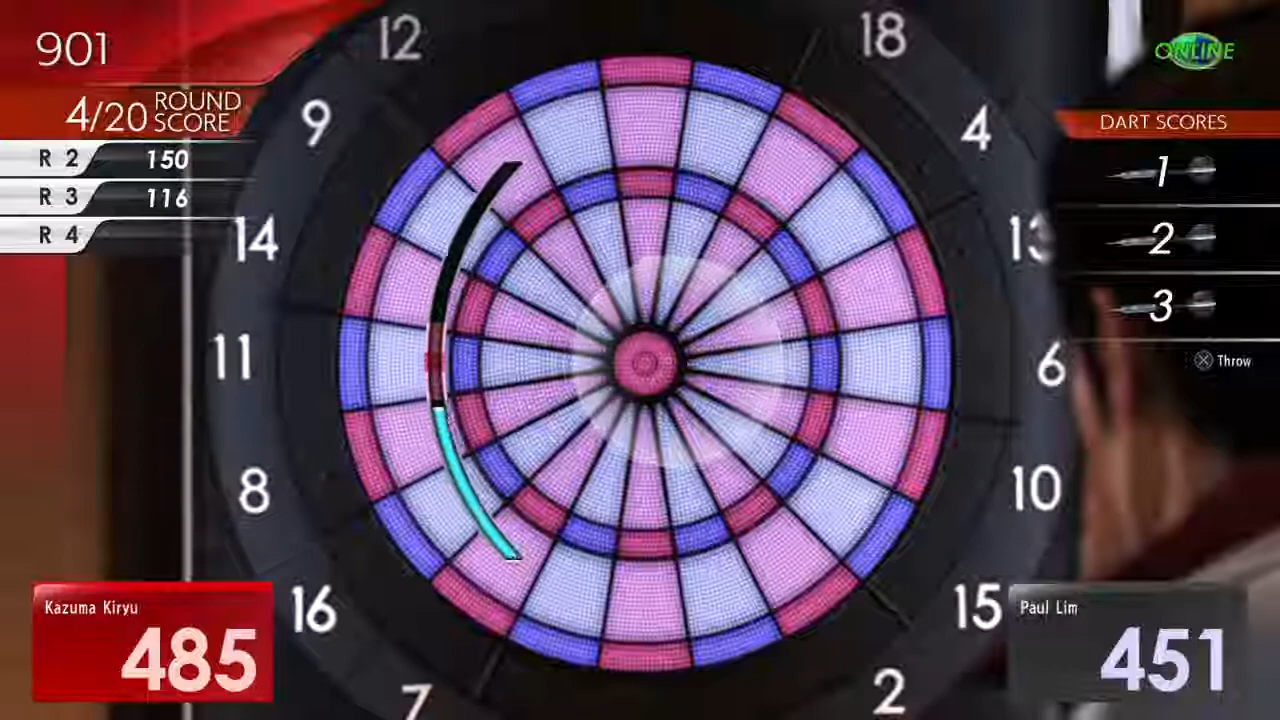 901
4/20 ROUND SCORE
R 2 150
R 3 116
R 4
12
18
9
4
14
13
11
6
8
10
16
15
7
2
ONLINE
DART SCORES
1
2
3
Throw
Kazuma Kiryu
485
Paul Lim
451